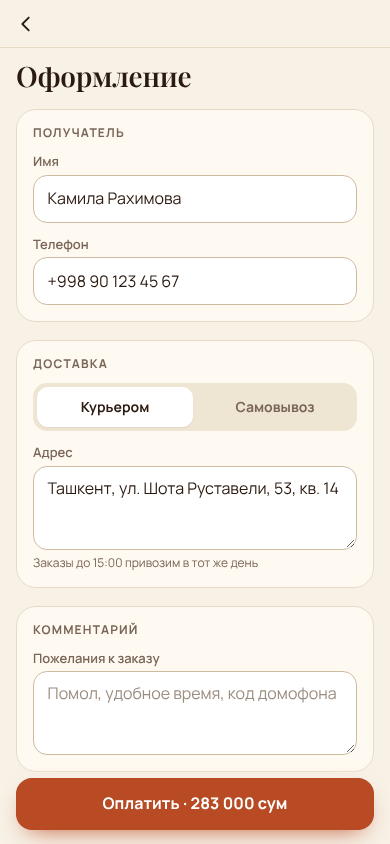 Оформление
ПОЛУЧАТЕЛЬ
Имя
Камила Рахимова
Телефон
+998 90 123 45 67
ДОСТАВКА
Курьером
Самовывоз
Адрес
Ташкент, ул. Шота Руставели, 53, кв. 14
Заказы до 15:00 привозим в тот же день
КОММЕНТАРИЙ
Пожелания к заказу
Помол, удобное время, код домофона
Оплатить · 283 000 сум